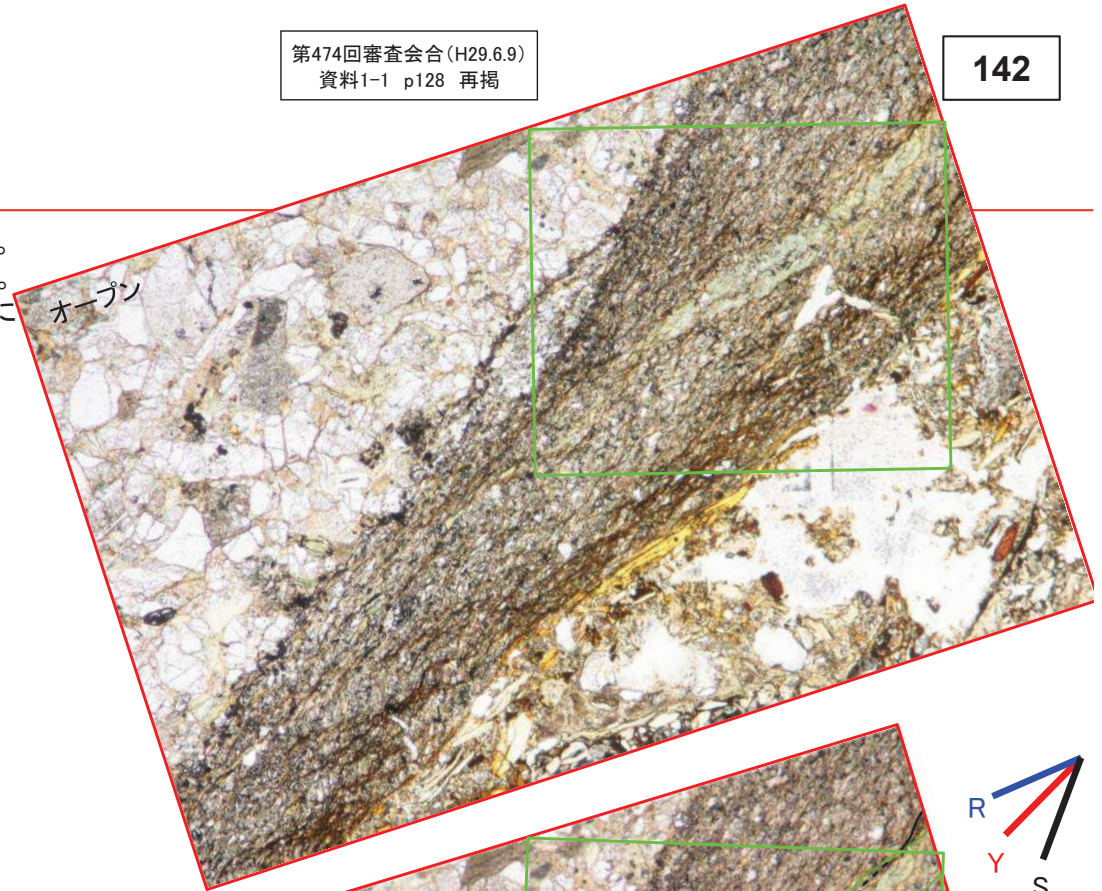 第474回審査会合(H29.6.9)
資料1-1 p128 再掲
142
。
。
に
オープン
R
Y
S